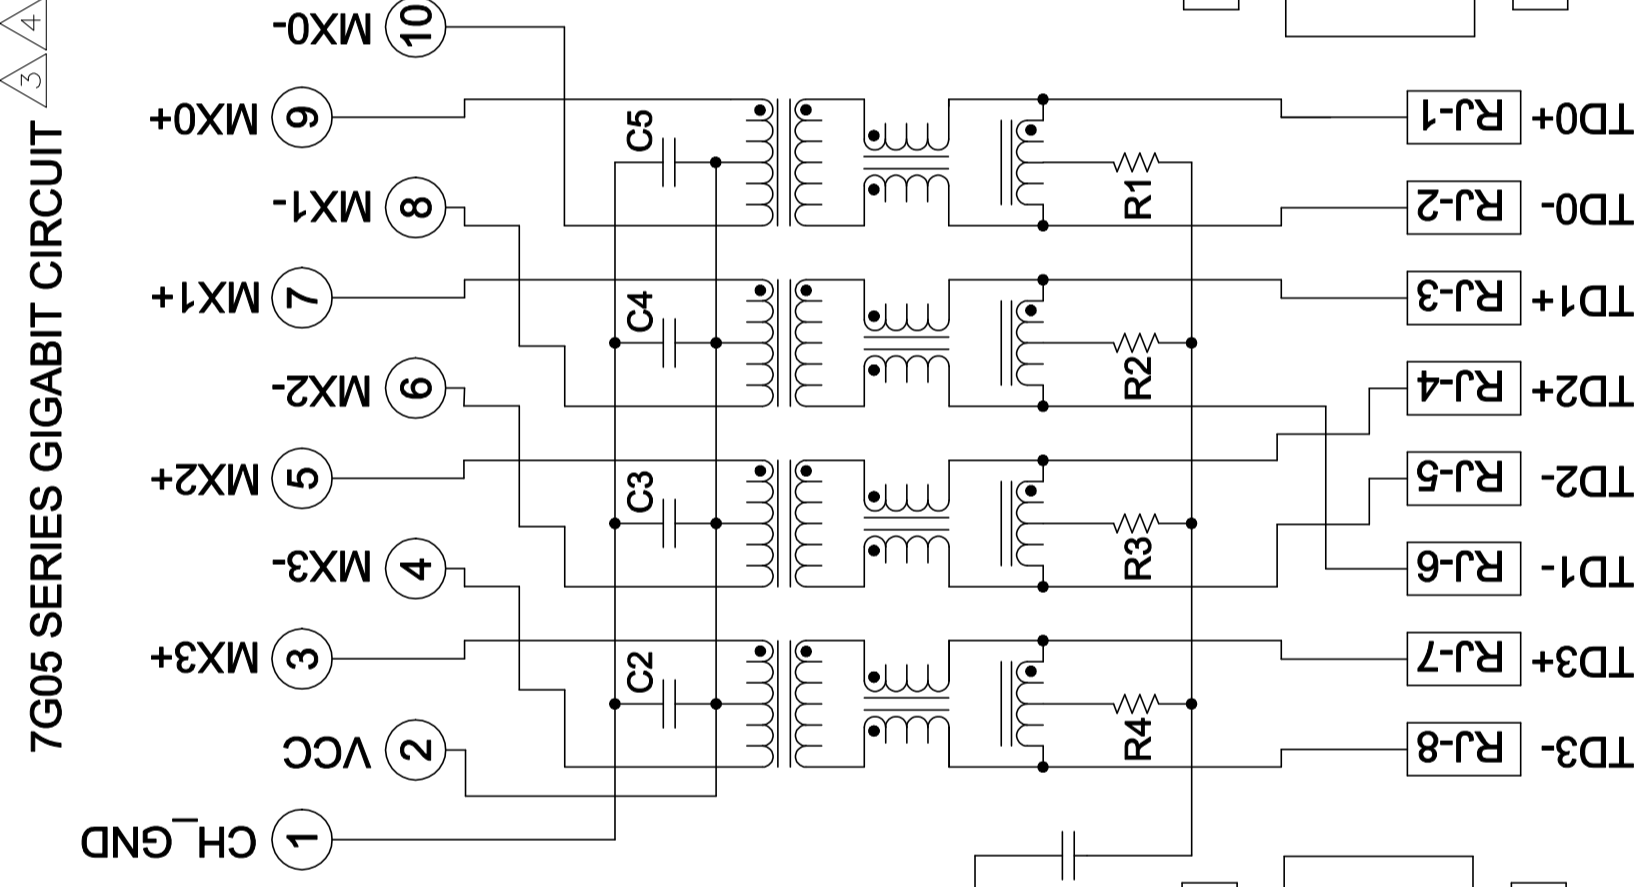 4
3
7G05 SERIES GIGABIT CIRCUIT
MX0- 10
MX0+ 9
MX1- 8
MX1+ 7
MX2- 6
MX2+ 5
MX3- 4
MX3+ 3
VCC 2
CH_GND 1
C5
C4
C3
C2
R1
R2
R3
R4
RJ-1 TD0+
RJ-2 TD0-
RJ-3 TD1+
RJ-4 TD2+
RJ-5 TD2-
RJ-6 TD1-
RJ-7 TD3+
RJ-8 TD3-